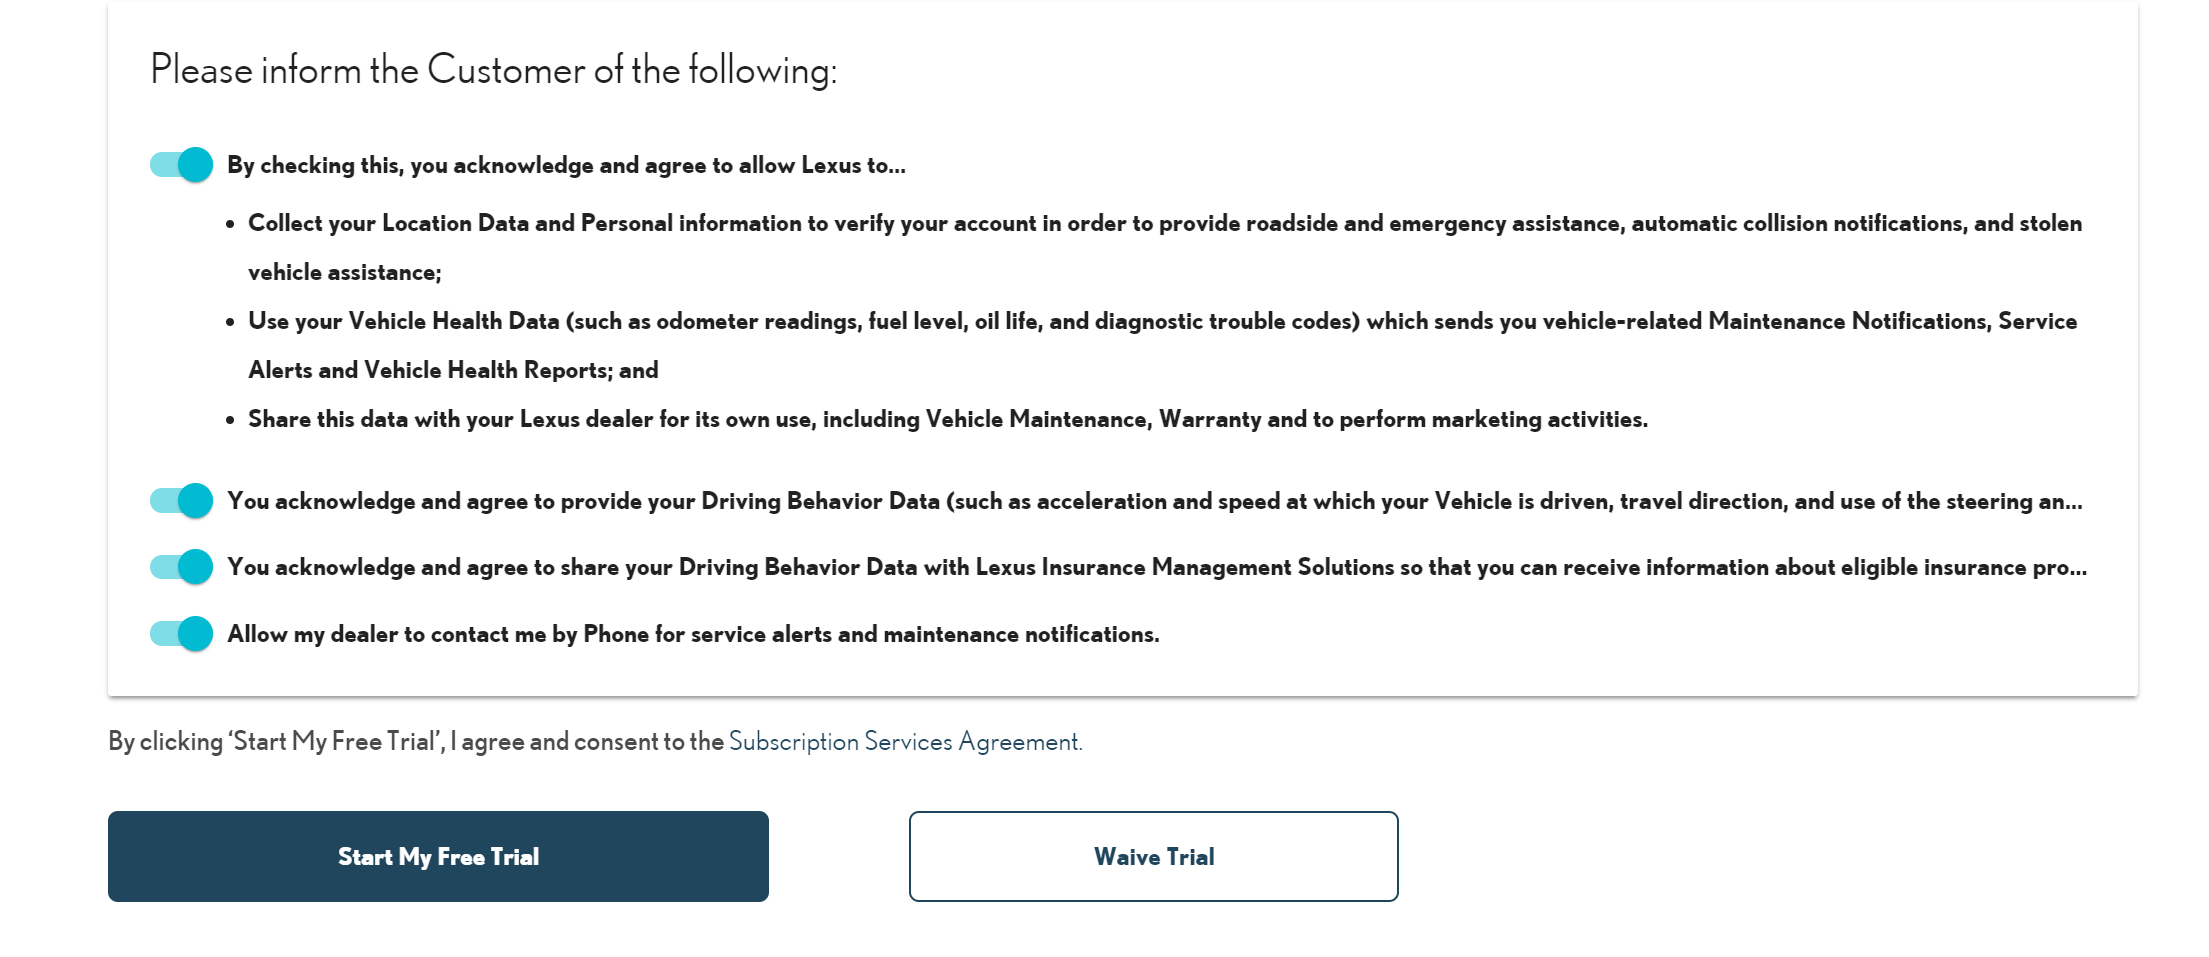 Please inform the Customer of the following:
By checking this, you acknowledge and agree to allow Lexus to...
• Collect your Location Data and Personal information to verify your account in order to provide roadside and emergency assistance, automatic collision notifications, and stolen
vehicle assistance;
• Use your Vehicle Health Data (such as odometer readings, fuel level, oil life, and diagnostic trouble codes) which sends you vehicle-related Maintenance Notifications, Service
Alerts and Vehicle Health Reports; and
• Share this data with your Lexus dealer for its own use, including Vehicle Maintenance, Warranty and to perform marketing activities.
You acknowledge and agree to provide your Driving Behavior Data (such as acceleration and speed at which your Vehicle is driven, travel direction, and use of the steering an...
You acknowledge and agree to share your Driving Behavior Data with Lexus Insurance Management Solutions so that you can receive information about eligible insurance pro...
Allow my dealer to contact me by Phone for service alerts and maintenance notifications.
By clicking ‘Start My Free Trial’, I agree and consent to the Subscription Services Agreement.
Start My Free Trial
Waive Trial